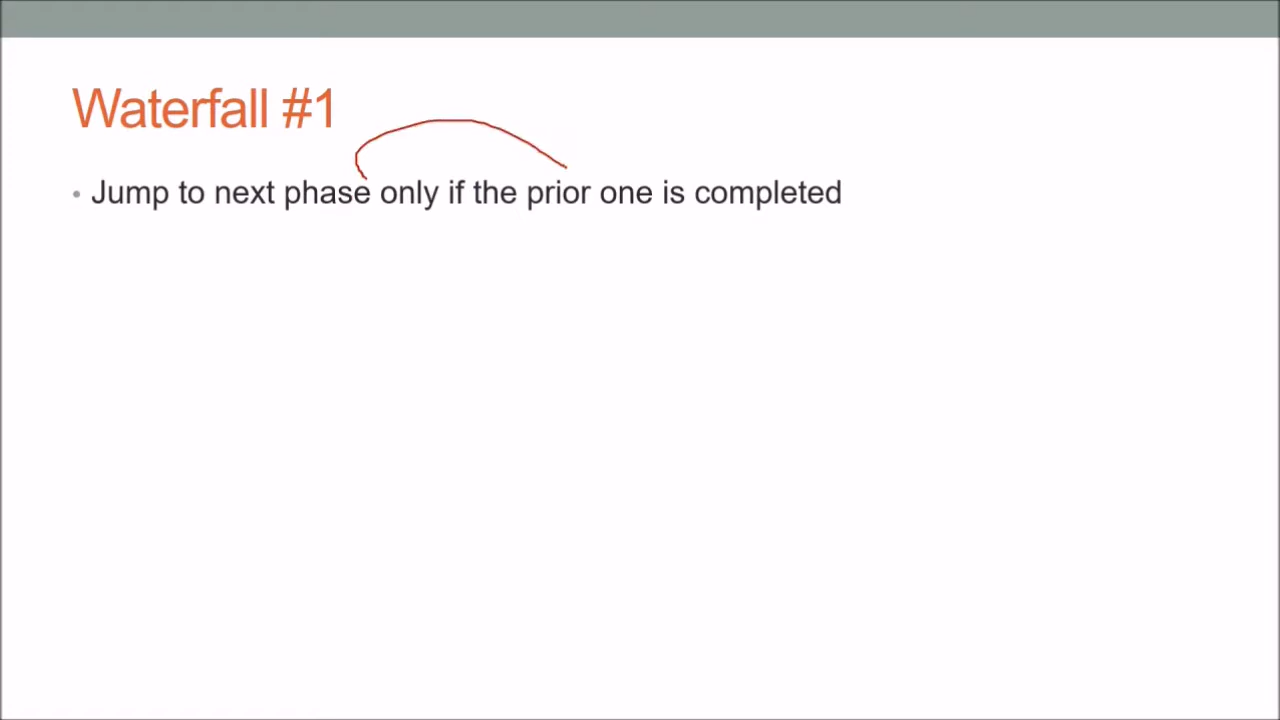 Waterfall #1
• Jump to next phase only if the prior one is completed